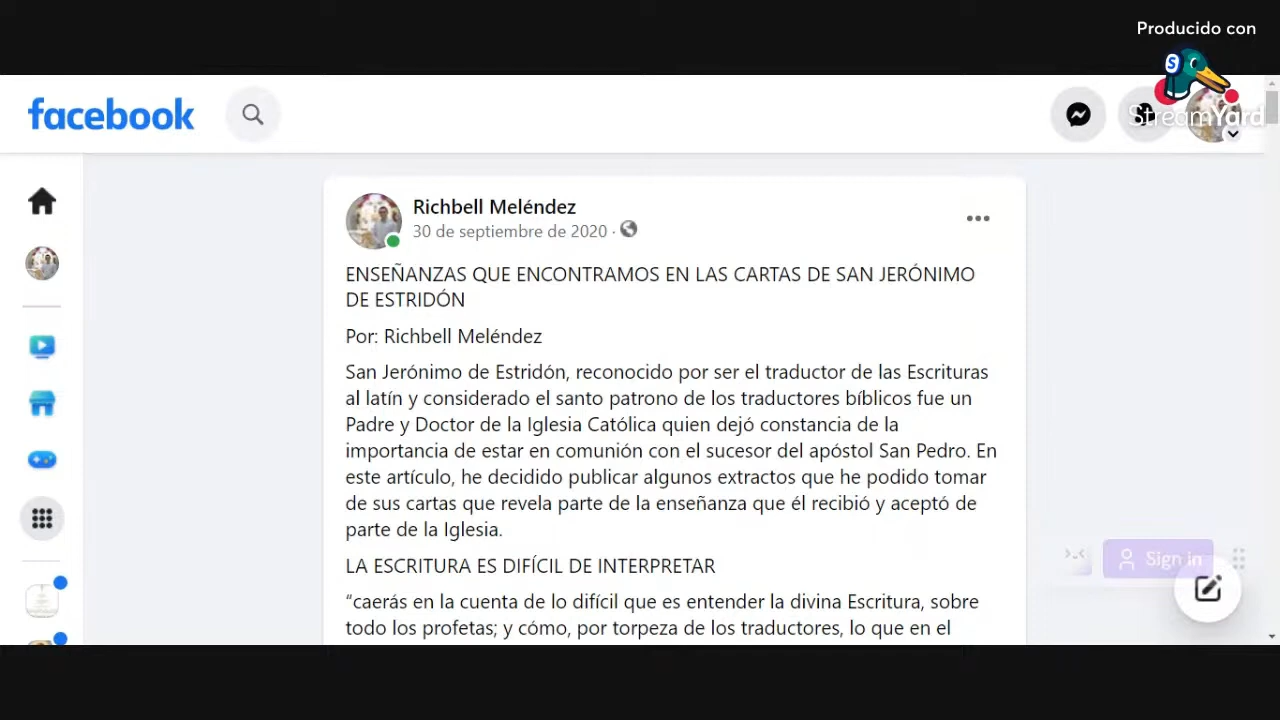 Producido con
StreamYard
facebook
Richbell Meléndez
30 de septiembre de 2020 ·
ENSEÑANZAS QUE ENCONTRAMOS EN LAS CARTAS DE SAN JERÓNIMO
DE ESTRIDÓN
Por: Richbell Meléndez
San Jerónimo de Estridón, reconocido por ser el traductor de las Escrituras
al latín y considerado el santo patrono de los traductores bíblicos fue un
Padre y Doctor de la Iglesia Católica quien dejó constancia de la
importancia de estar en comunión con el sucesor del apóstol San Pedro. En
este artículo, he decidido publicar algunos extractos que he podido tomar
de sus cartas que revela parte de la enseñanza que él recibió y aceptó de
parte de la Iglesia.
LA ESCRITURA ES DIFÍCIL DE INTERPRETAR
“caerás en la cuenta de lo difícil que es entender la divina Escritura, sobre
todo los profetas; y cómo, por torpeza de los traductores, lo que en el
Sign in